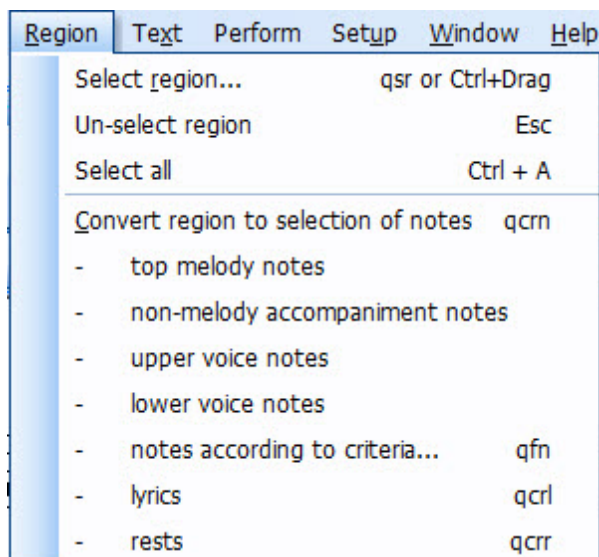 Region Text Perform Setup Window Help
Select region... qsr or Ctrl+Drag
Un-select region Esc
Select all Ctrl + A
Convert region to selection of notes qcrn
- top melody notes
- non-melody accompaniment notes
- upper voice notes
- lower voice notes
- notes according to criteria... qfn
- lyrics qcrl
- rests qcrr